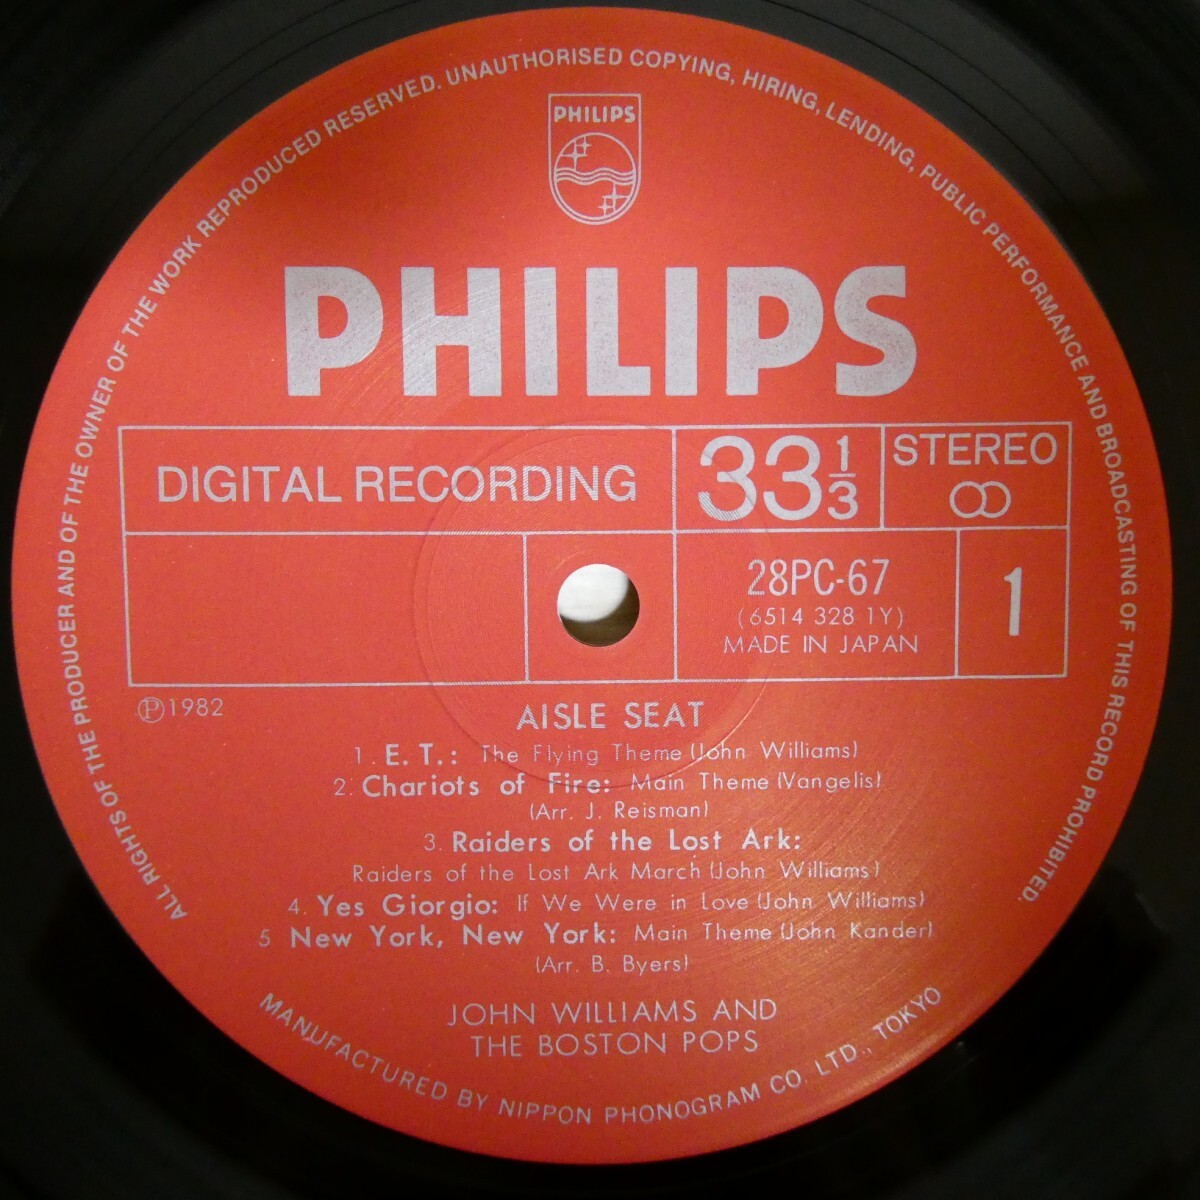 ALL RIGHTS OF THE PRODUCER AND OF THE OWNER OF THE WORK REPRODUCED RESERVED. UNAUTHORISED COPYING, HIRING, LENDING, PUBLIC PERFORMANCE AND BROADCASTING OF THIS RECORD PROHIBITED.
PHILIPS
PHILIPS
DIGITAL RECORDING
33 1/3
STEREO
28PC-67
(6514 328 1Y)
MADE IN JAPAN
1
Ⓟ1982
AISLE SEAT
1. E.T.: The Flying Theme (John Williams)
2. Chariots of Fire: Main Theme (Vangelis)
(Arr. J. Reisman)
3. Raiders of the Lost Ark:
Raiders of the Lost Ark March (John Williams)
4. Yes Giorgio: If We Were in Love (John Williams)
5 New York, New York: Main Theme (John Kander)
(Arr. B. Byers)
JOHN WILLIAMS AND
THE BOSTON POPS
MANUFACTURED BY NIPPON PHONOGRAM CO. LTD., TOKYO